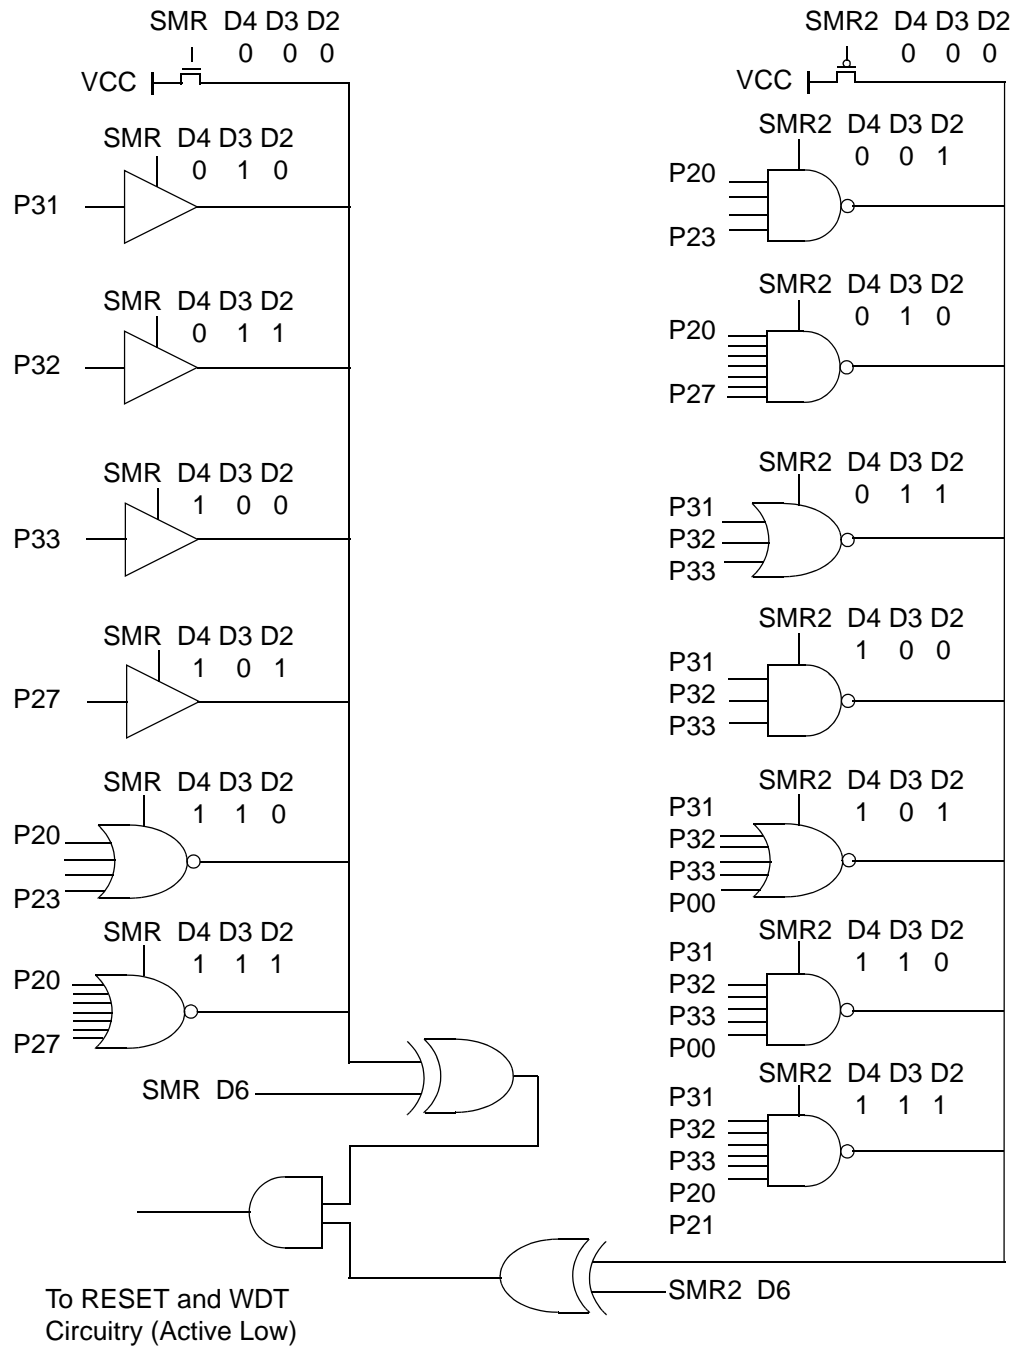 SMR D4 D3 D2
0 0 0
VCC
SMR D4 D3 D2
0 1 0
P31
SMR D4 D3 D2
0 1 1
P32
SMR D4 D3 D2
1 0 0
P33
SMR D4 D3 D2
1 0 1
P27
SMR D4 D3 D2
1 1 0
P20
P23
SMR D4 D3 D2
1 1 1
P20
P27
SMR D6
To RESET and WDT
Circuitry (Active Low)
SMR2 D4 D3 D2
0 0 0
VCC
SMR2 D4 D3 D2
0 0 1
P20
P23
SMR2 D4 D3 D2
0 1 0
P20
P27
SMR2 D4 D3 D2
0 1 1
P31
P32
P33
SMR2 D4 D3 D2
1 0 0
P31
P32
P33
SMR2 D4 D3 D2
1 0 1
P31
P32
P33
P00
SMR2 D4 D3 D2
1 1 0
P31
P32
P33
P00
SMR2 D4 D3 D2
1 1 1
P31
P32
P33
P20
P21
SMR2 D6